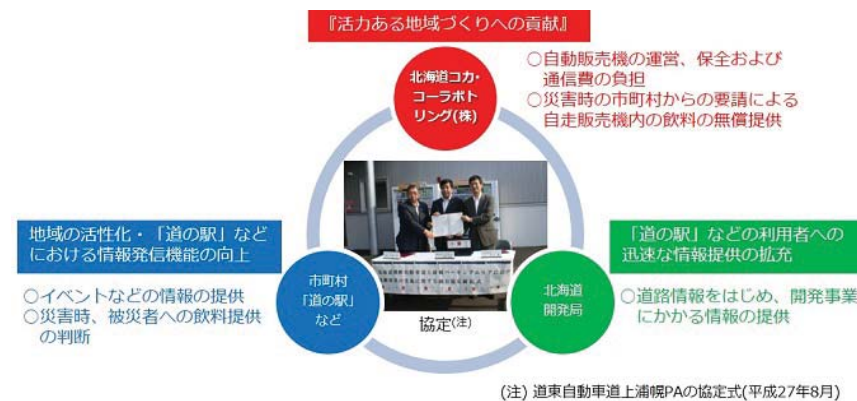 『活力ある地域づくりへの貢献』
北海道コカ・
コーラボト
リング(株)
○自動販売機の運営、保全および
通信費の負担
○災害時の市町村からの要請による
自走販売機内の飲料の無償提供
地域の活性化・「道の駅」など
における情報発信機能の向上
○イベントなどの情報の提供
○災害時、被災者への飲料提供
の判断
市町村
「道の駅」
など
協定(注)
北海道
開発局
「道の駅」などの利用者への
迅速な情報提供の拡充
○道路情報をはじめ、開発事業
にかかる情報の提供
(注) 道東自動車道上浦幌PAの協定式(平成27年8月)